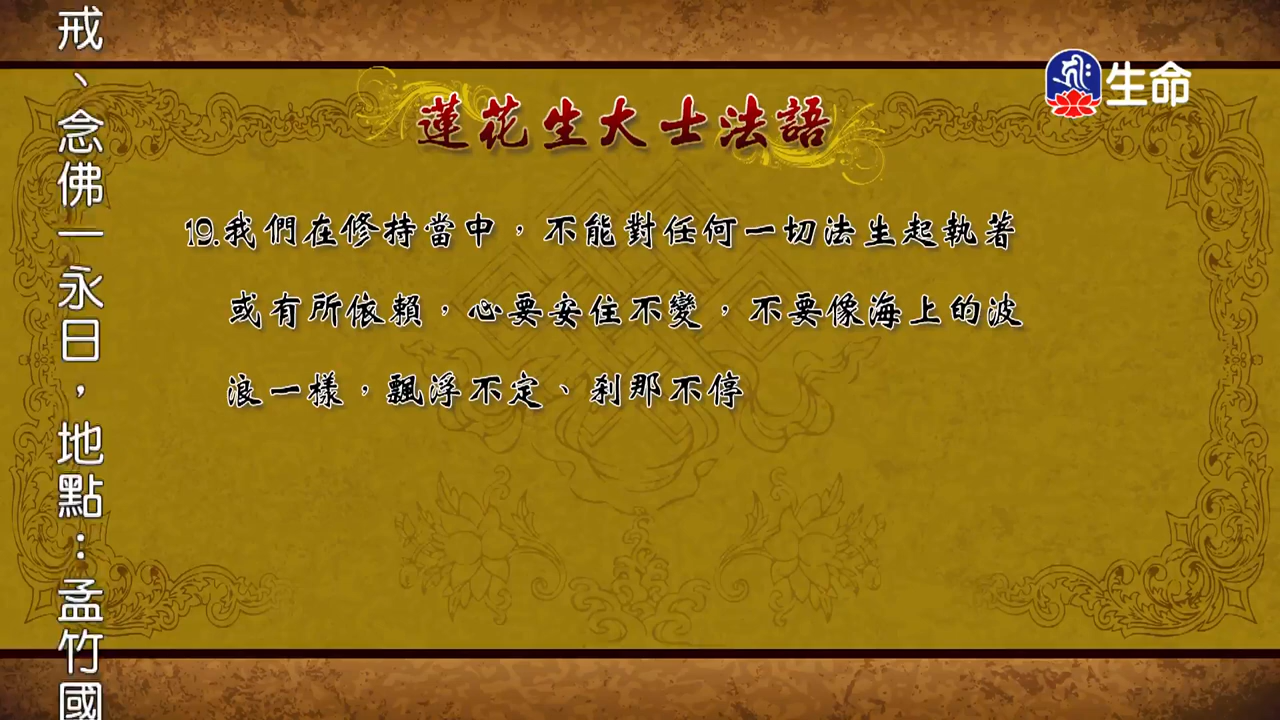 蓮花生大士法語
生命
19.我們在修持當中，不能對任何一切法生起執著
或有所依賴，心要安住不變，不要像海上的波
浪一樣，飄浮不定、剎那不停
戒、念佛一永日，地點：孟竹國